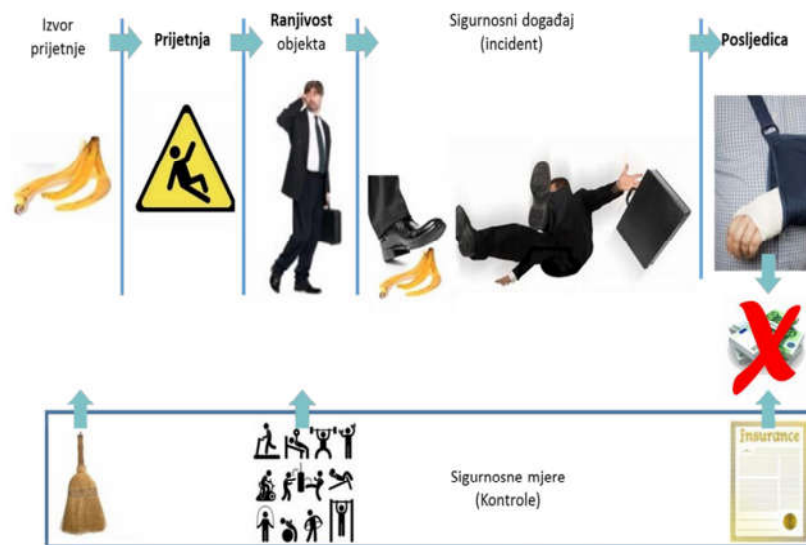 Izvor
prijetnje
Prijetnja
Ranjivost
objekta
Sigurnosni događaj
(incident)
Posljedica
Sigurnosne mjere
(Kontrole)
Insurance